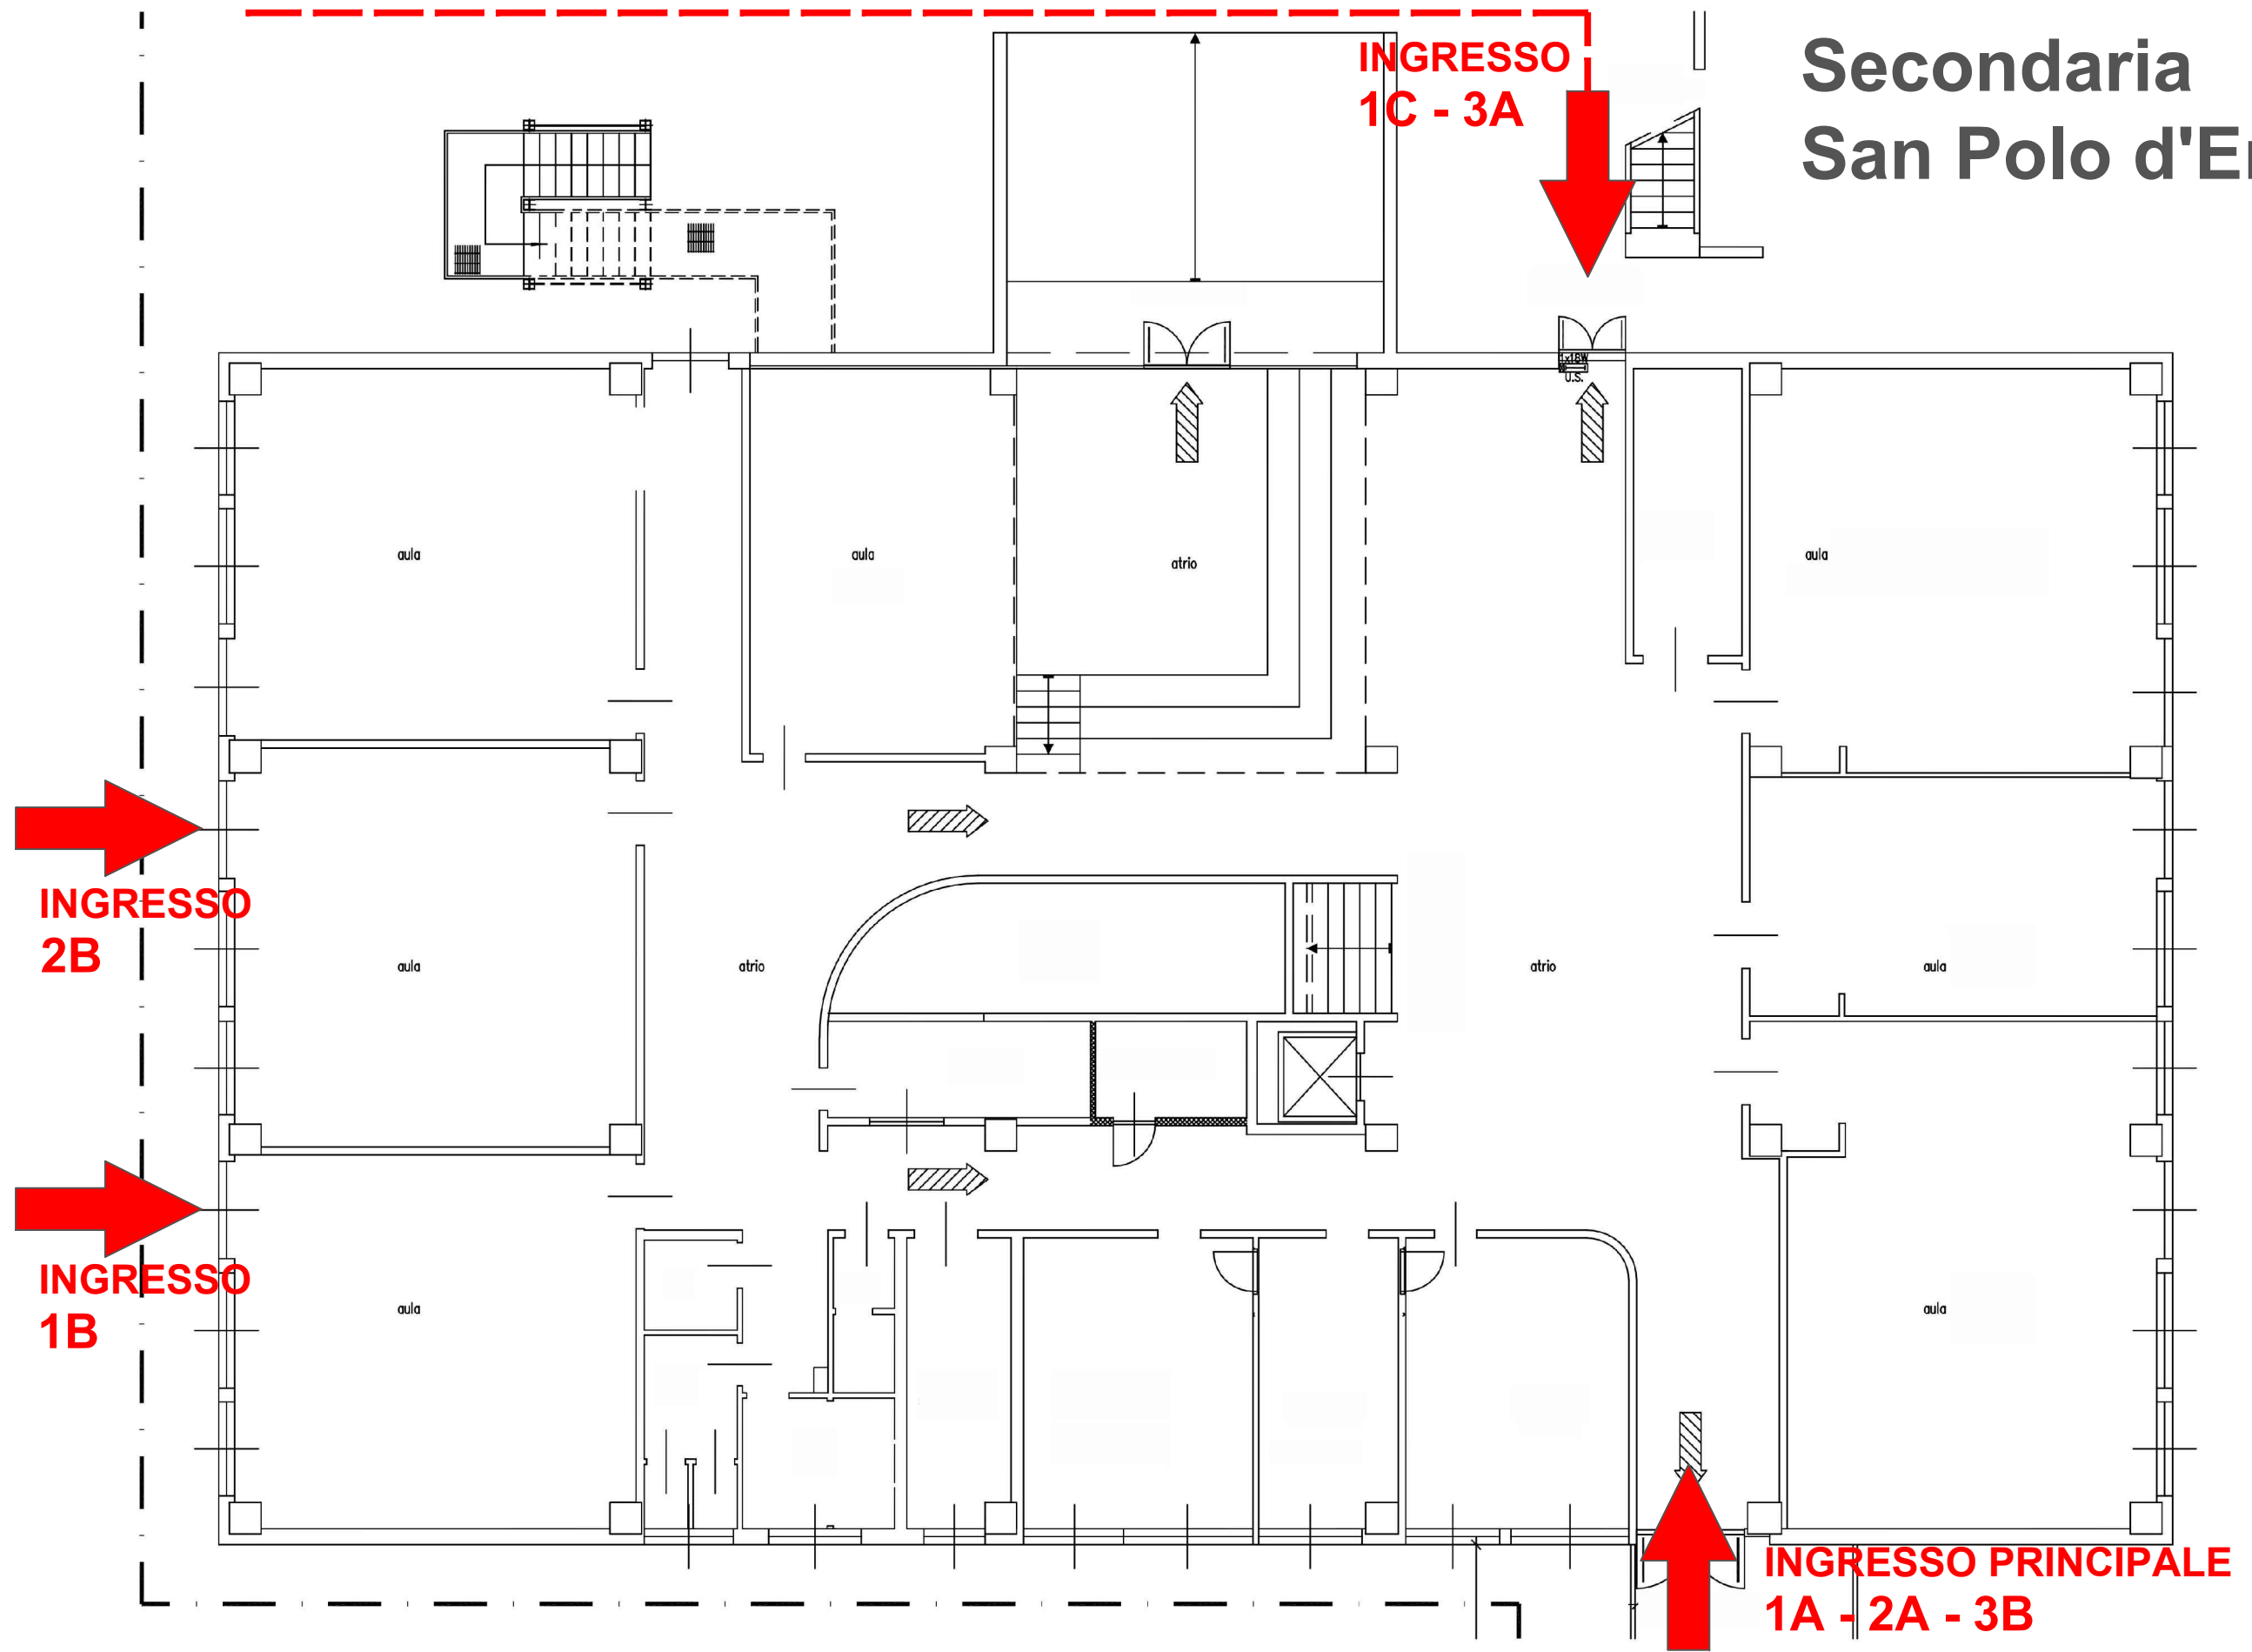 INGRESSO
1C - 3A
Secondaria
San Polo d'E
1x18W
U.S.
aula
aula
atrio
aula
INGRESSO
2B
aula
atrio
atrio
aula
INGRESSO
1B
aula
aula
INGRESSO PRINCIPALE
1A - 2A - 3B